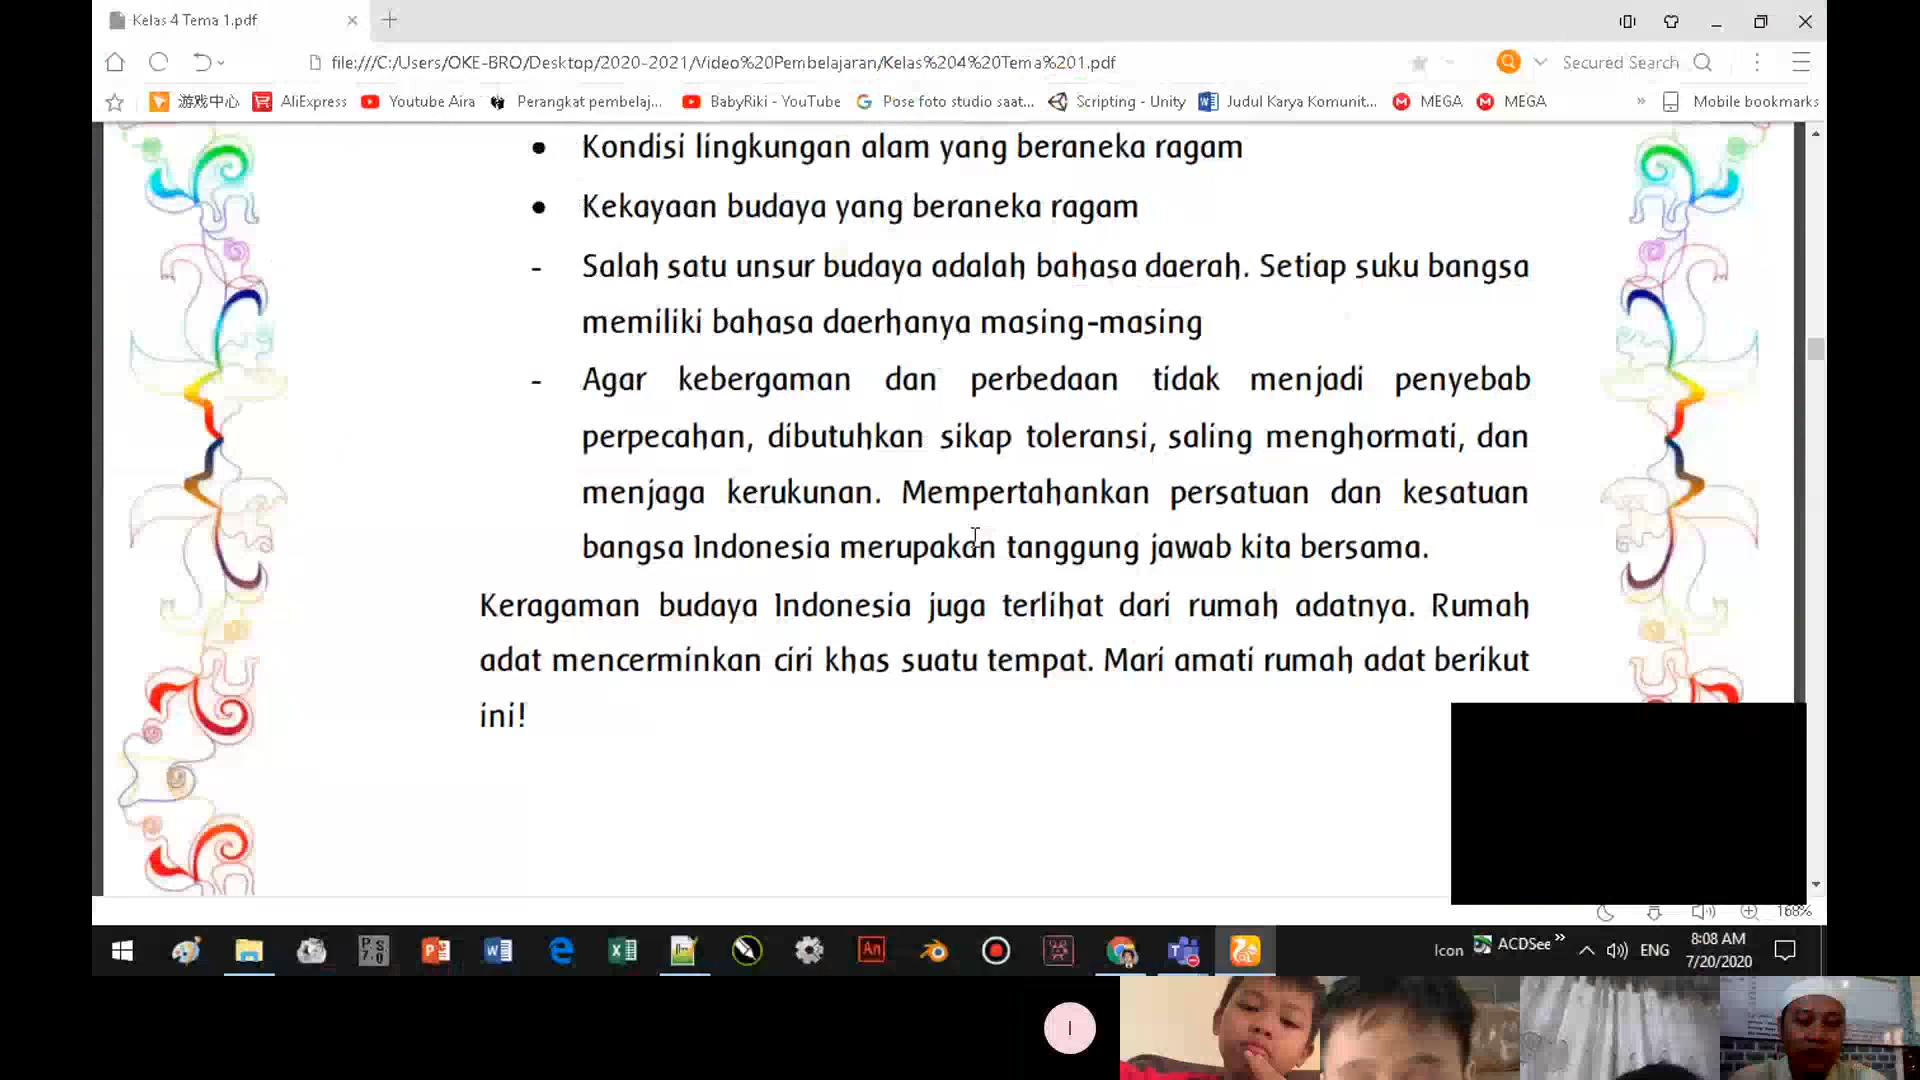 Kelas 4 Tema 1.pdf
file:///C:/Users/OKE-BRO/Desktop/2020-2021/Video%20Pembelajaran/Kelas%204%20Tema%201.pdf
Secured Search
游戏中心 AliExpress Youtube Aira Perangkat pembelaj... BabyRiki - YouTube Pose foto studio saat... Scripting - Unity Judul Karya Komunit... MEGA MEGA » Mobile bookmarks
• Kondisi lingkungan alam yang beraneka ragam
• Kekayaan budaya yang beraneka ragam
- Salah satu unsur budaya adalah bahasa daerah. Setiap suku bangsa
memiliki bahasa daerhanya masing-masing
- Agar kebergaman dan perbedaan tidak menjadi penyebab
perpecahan, dibutuhkan sikap toleransi, saling menghormati, dan
menjaga kerukunan. Mempertahankan persatuan dan kesatuan
bangsa Indonesia merupakan tanggung jawab kita bersama.
Keragaman budaya Indonesia juga terlihat dari rumah adatnya. Rumah
adat mencerminkan ciri khas suatu tempat. Mari amati rumah adat berikut
ini!
168%
PS 7.0
An
Icon ACDSee » ENG 8:08 AM
7/20/2020
I